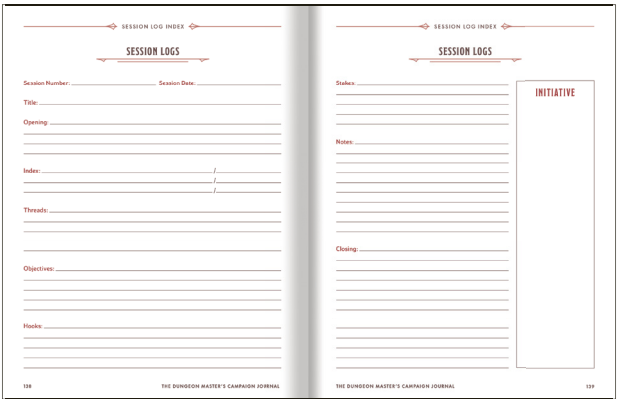 SESSION LOG INDEX
SESSION LOGS
Session Number: Session Date:
Title:
Opening:
Index: /
/
/
Threads:
Objectives:
Hooks:
138 THE DUNGEON MASTER'S CAMPAIGN JOURNAL
SESSION LOG INDEX
SESSION LOGS
Stakes:
INITIATIVE
Notes:
Closing:
THE DUNGEON MASTER'S CAMPAIGN JOURNAL 139